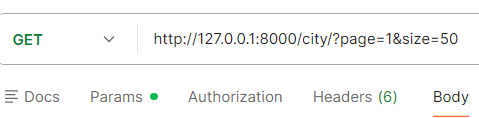 GET http://127.0.0.1:8000/city/?page=1&size=50
Docs Params Authorization Headers (6) Body